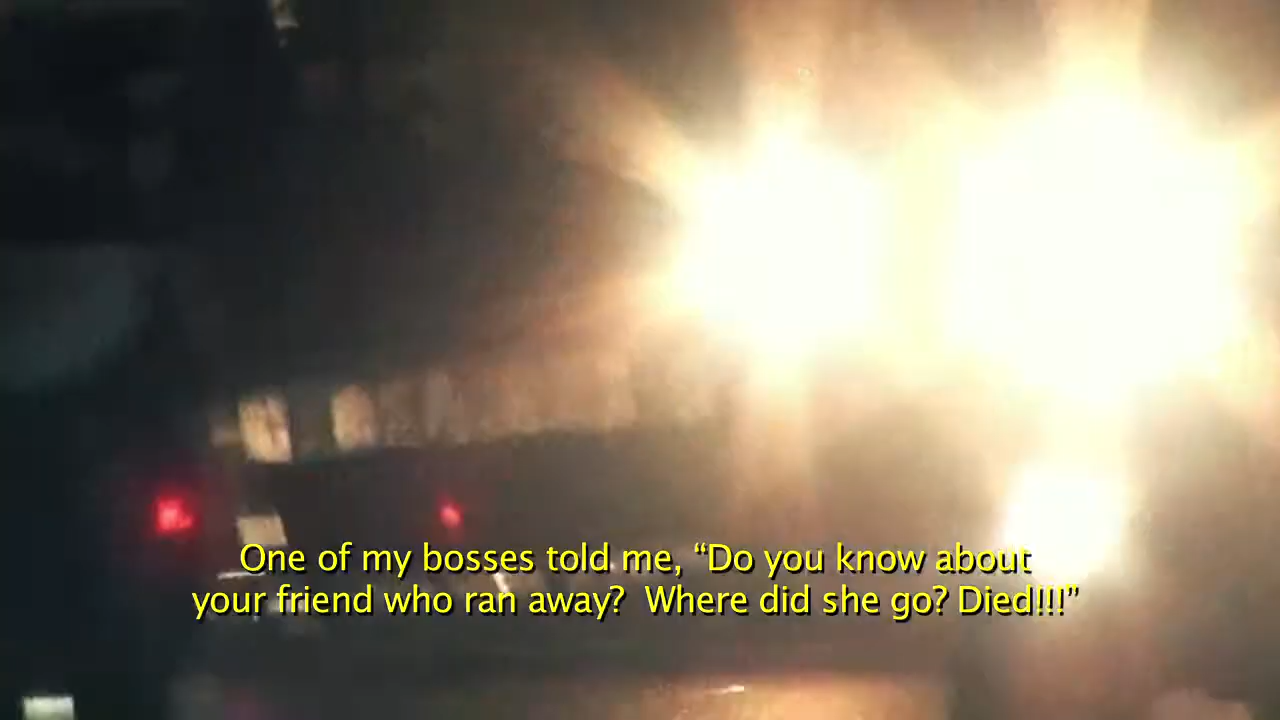 One of my bosses told me, “Do you know about
your friend who ran away?  Where did she go? Died!!!”